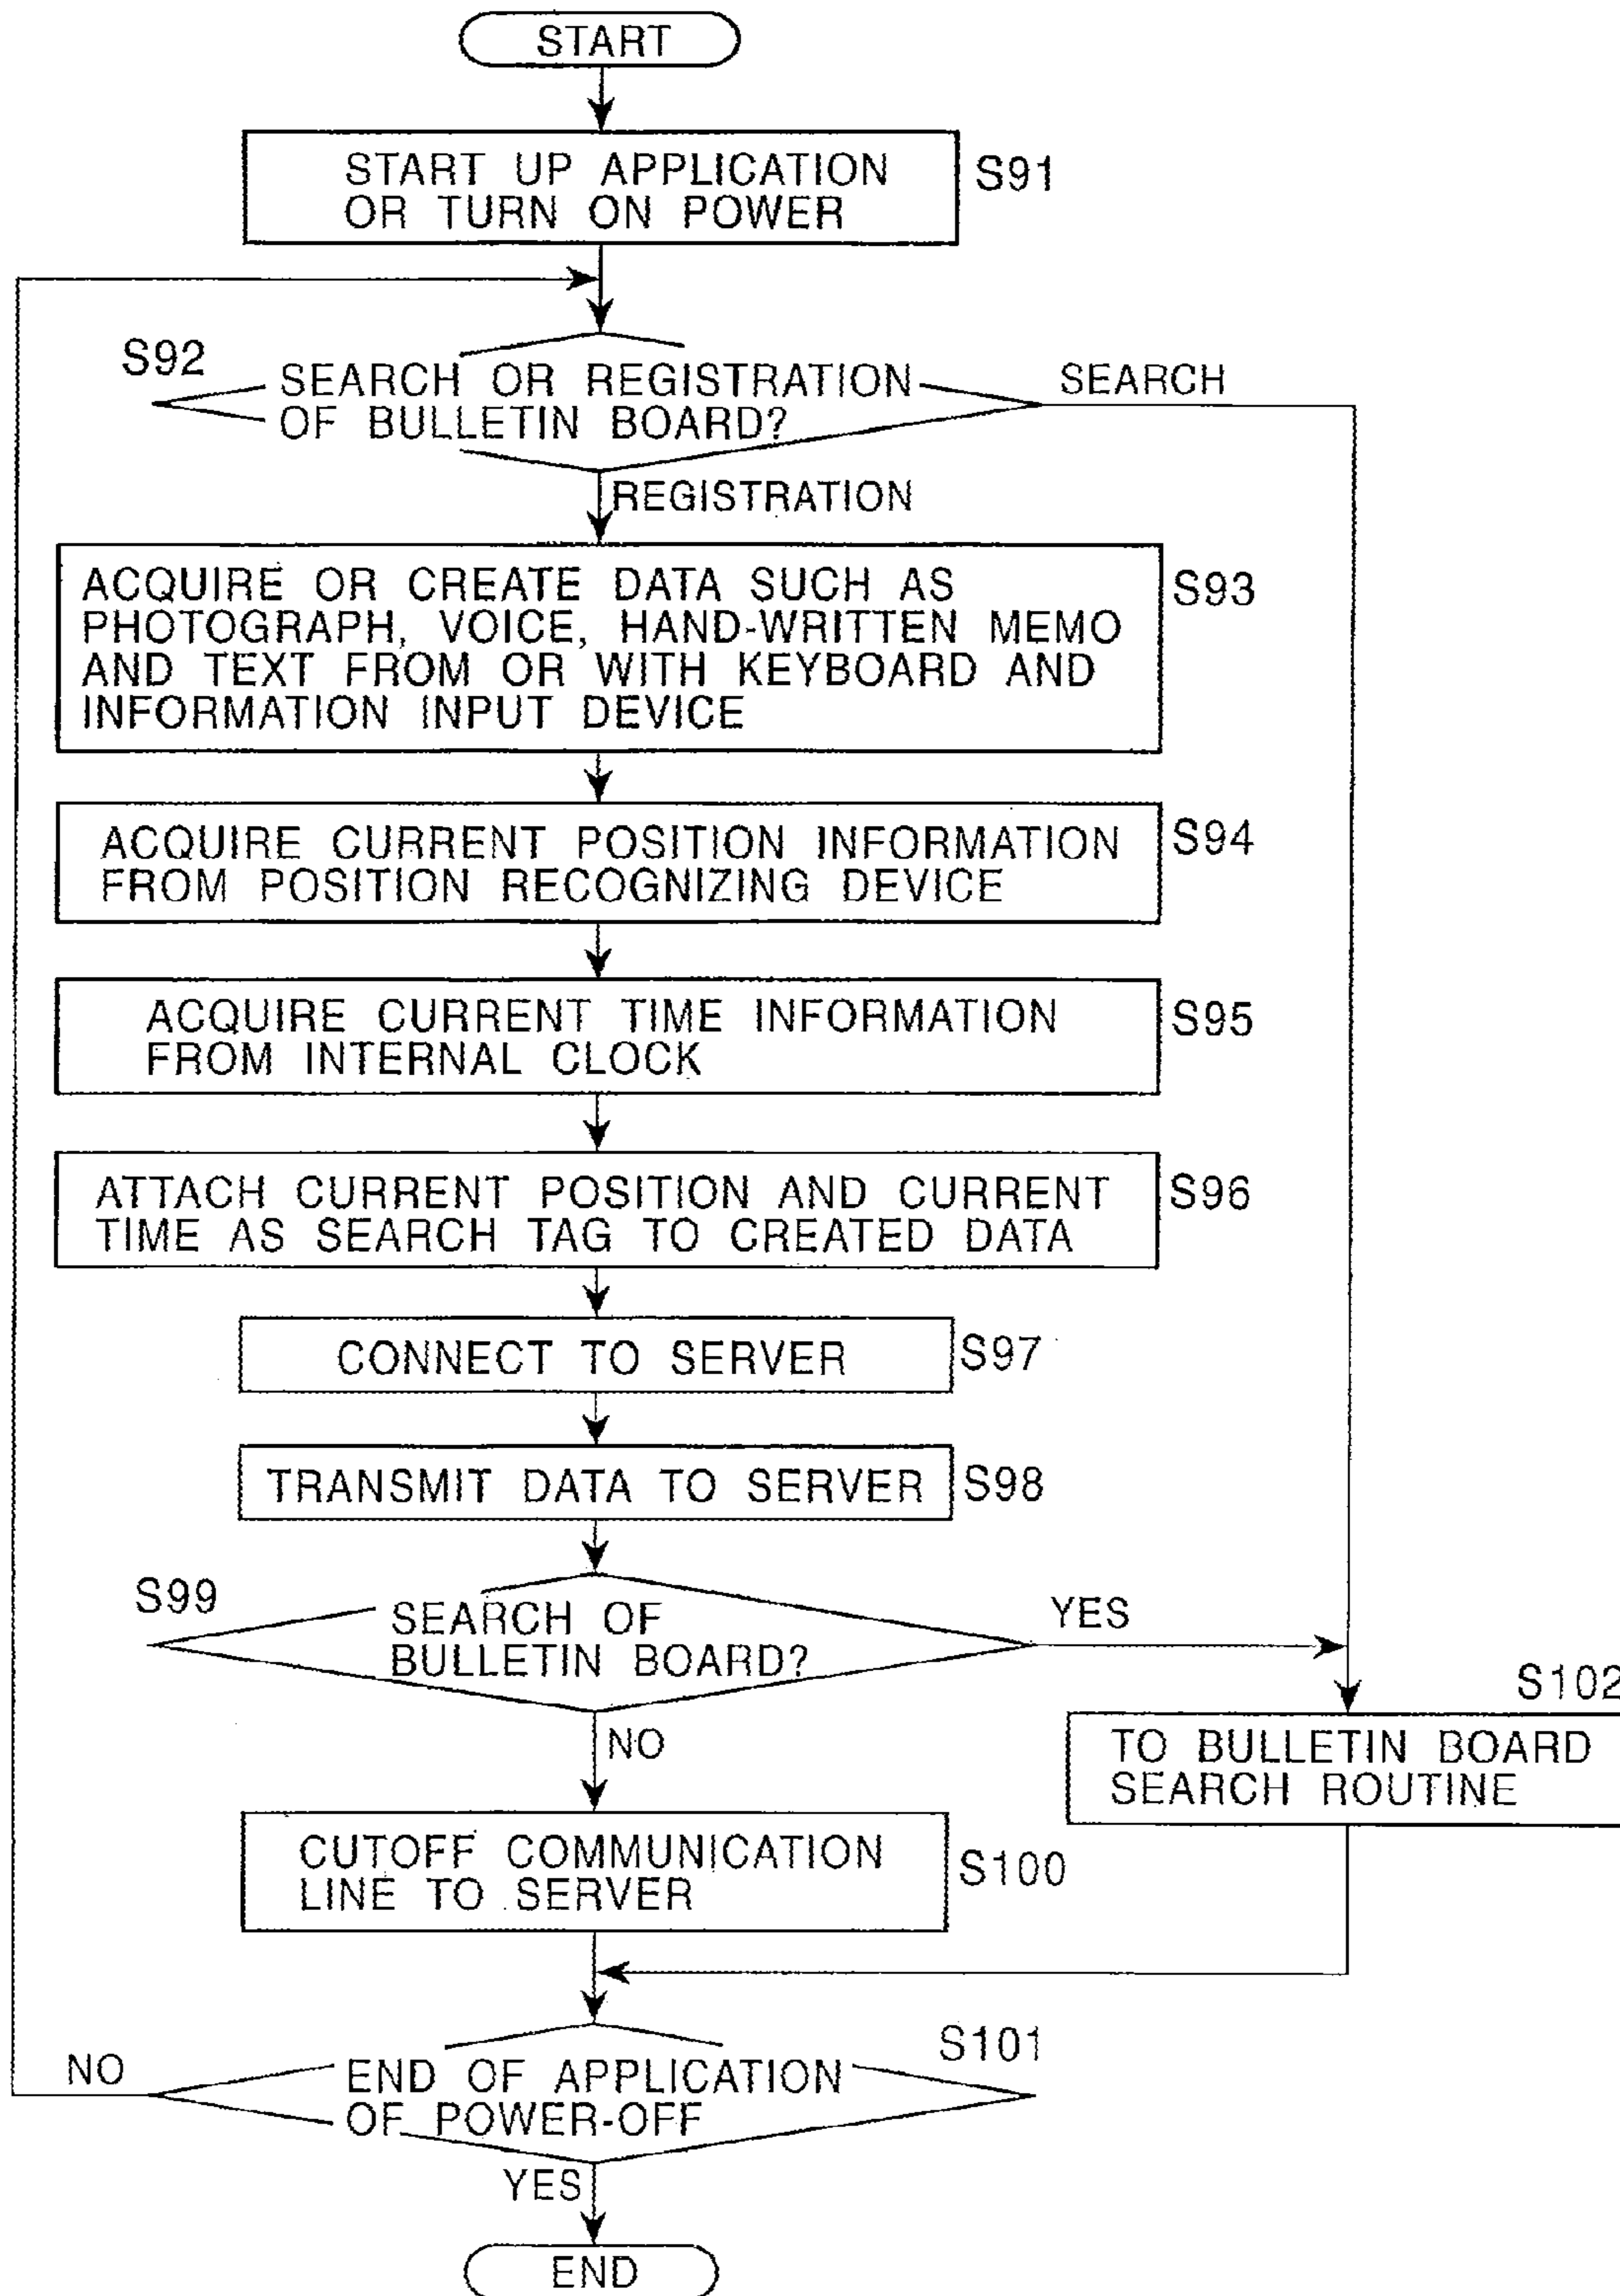 START
START UP APPLICATION
OR TURN ON POWER
S91
S92
SEARCH OR REGISTRATION
OF BULLETIN BOARD?
SEARCH
REGISTRATION
ACQUIRE OR CREATE DATA SUCH AS
PHOTOGRAPH, VOICE, HAND-WRITTEN MEMO
AND TEXT FROM OR WITH KEYBOARD AND
INFORMATION INPUT DEVICE
S93
ACQUIRE CURRENT POSITION INFORMATION
FROM POSITION RECOGNIZING DEVICE
S94
ACQUIRE CURRENT TIME INFORMATION
FROM INTERNAL CLOCK
S95
ATTACH CURRENT POSITION AND CURRENT
TIME AS SEARCH TAG TO CREATED DATA
S96
CONNECT TO SERVER
S97
TRANSMIT DATA TO SERVER
S98
S99
SEARCH OF
BULLETIN BOARD?
YES
NO
S102
TO BULLETIN BOARD
SEARCH ROUTINE
CUTOFF COMMUNICATION
LINE TO SERVER
S100
S101
END OF APPLICATION
OF POWER-OFF
NO
YES
END